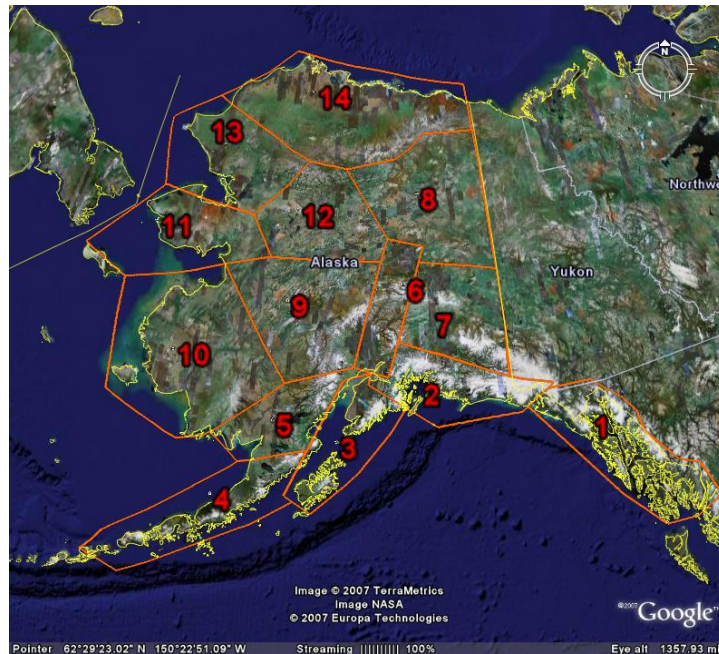 N
14
13
Northwe
8
12
11
Alaska
Yukon
6
9
7
10
2
5
1
3
4
Image © 2007 TerraMetrics
Image NASA
© 2007 Europa Technologies
©2007 Google
Pointer 62°29'23.02" N 150°22'51.09" W Streaming ||||||||| 100% Eye alt 1357.93 mi